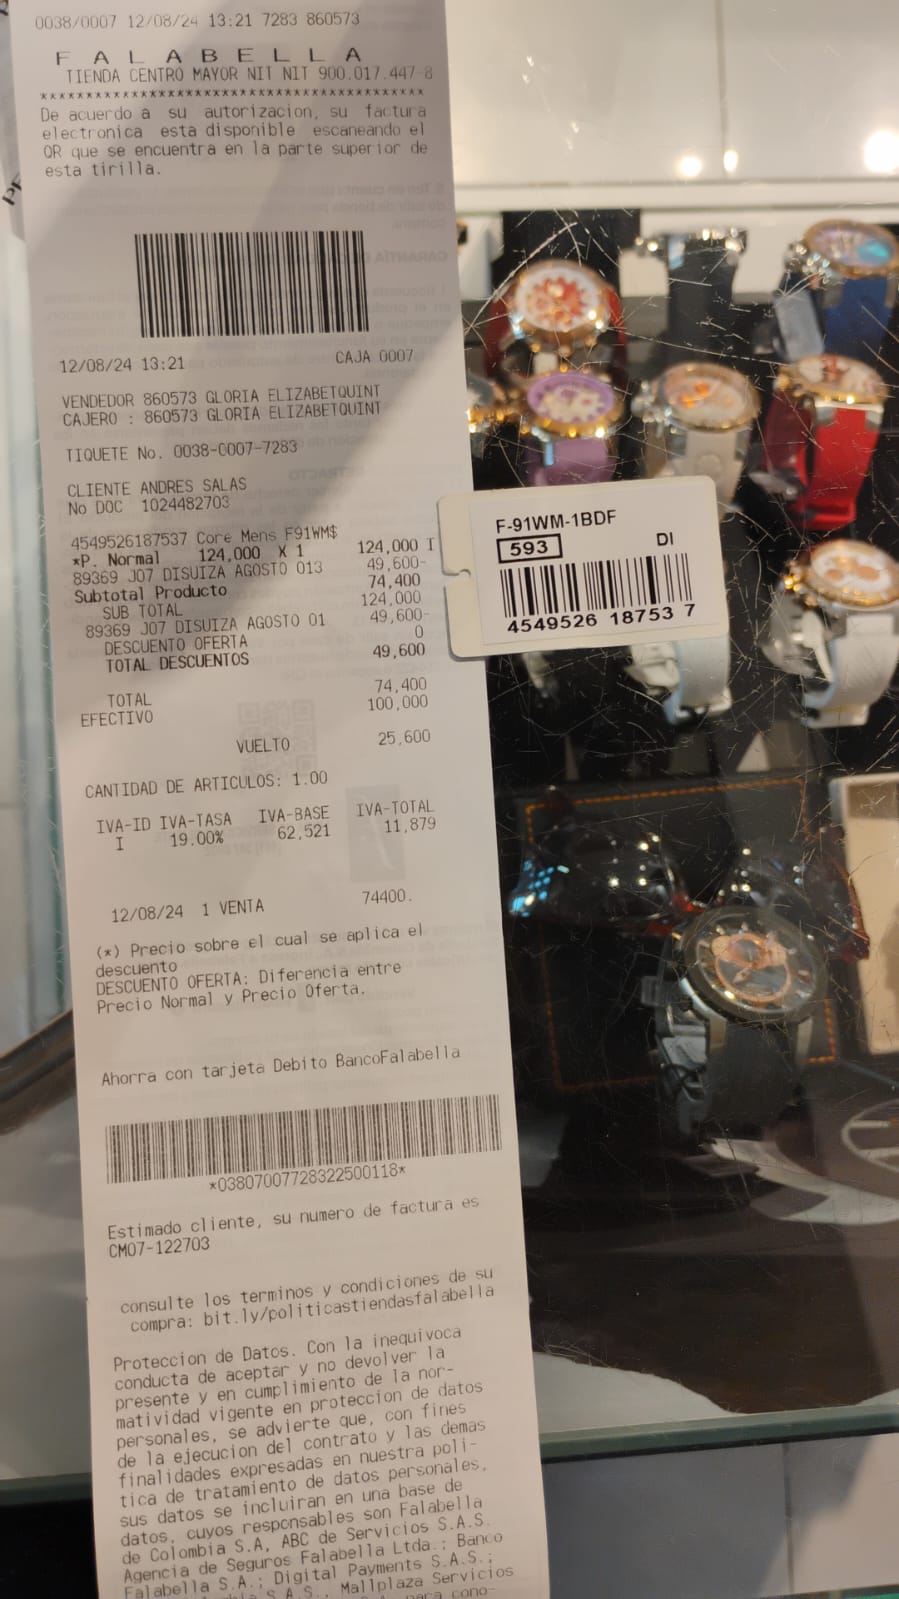 0038/0007 12/08/24 13:21 7283 860573
FALABELLA
TIENDA CENTRO MAYOR NIT NIT 900.017.447-8
******************************************
De acuerdo a su autorizacion, su factura
electronica esta disponible escaneando el
QR que se encuentra en la parte superior de
esta tirilla.
12/08/24 13:21 CAJA 0007
VENDEDOR 860573 GLORIA ELIZABETQUINT
CAJERO : 860573 GLORIA ELIZABETQUINT
TIQUETE No. 0038-0007-7283
CLIENTE ANDRES SALAS
No DOC 1024482703
4549526187537 Core Mens F91WM$
*P. Normal 124,000 X 1 124,000 I
89369 J07 DISUIZA AGOSTO 013 49,600-
Subtotal Producto 74,400
SUB TOTAL 124,000
89369 J07 DISUIZA AGOSTO 01 49,600-
DESCUENTO OFERTA 0
TOTAL DESCUENTOS 49,600
TOTAL 74,400
EFECTIVO 100,000
VUELTO 25,600
CANTIDAD DE ARTICULOS: 1.00
IVA-ID IVA-TASA IVA-BASE IVA-TOTAL
I 19.00% 62,521 11,879
12/08/24 1 VENTA 74400.
(*) Precio sobre el cual se aplica el
descuento
DESCUENTO OFERTA: Diferencia entre
Precio Normal y Precio Oferta.
Ahorra con tarjeta Debito BancoFalabella
*03807007728322500118*
Estimado cliente, su numero de factura es
CM07-122703
consulte los terminos y condiciones de su
compra: bit.ly/politicastiendasfalabella
Proteccion de Datos. Con la inequivoca
conducta de aceptar y no devolver la
presente y en cumplimiento de la nor-
matividad vigente en proteccion de datos
personales, se advierte que, con fines
de la ejecucion del contrato y las demas
finalidades expresadas en nuestra poli-
tica de tratamiento de datos personales,
sus datos se incluiran en una base de
datos, cuyos responsables son Falabella
de Colombia S.A, ABC de Servicios S.A.S.
Agencia de Seguros Falabella Ltda.; Banco
Falabella S.A.; Digital Payments S.A.S.;
S.A.S., Mallplaza Servicios
S.A.S. para cono-
F-91WM-1BDF
593 DI
4549526 18753 7